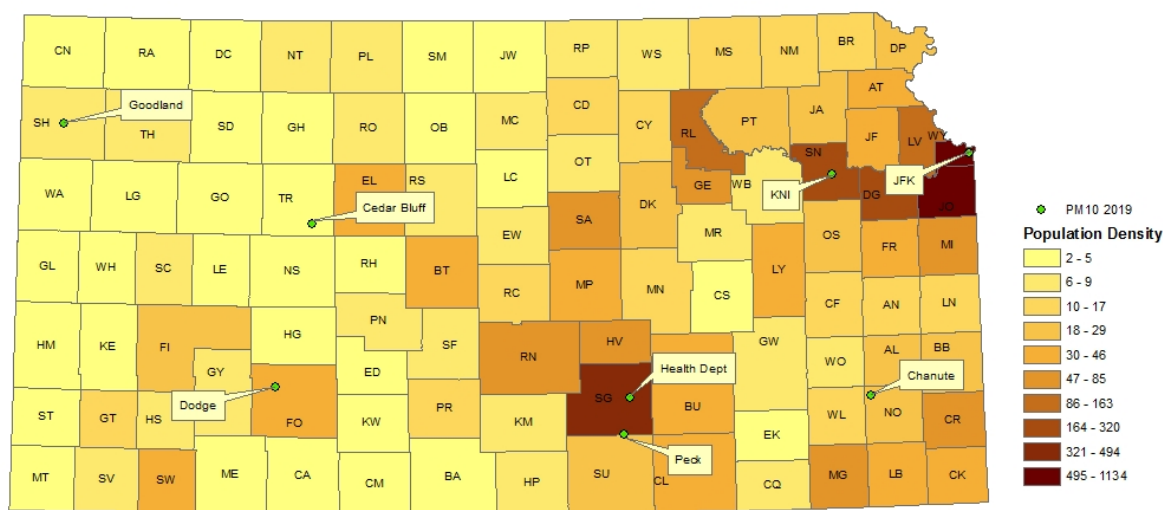 CN RA DC NT PL SM JW RP WS MS NM BR DP
SH Goodland TH SD GH RO OB MC CD CY RL PT JA AT JF LV WY
WA LG GO TR EL RS LC OT GE WB SN DG JO
Cedar Bluff KNI JFK
GL WH SC LE NS RH BT EW SA DK MR LY OS FR MI
RC MP MN CS CF AN LN
HM KE FI HG PN SF RN HV GW WO AL BB
GY ED SG Health Dept Chanute
Dodge
ST GT HS FO KW PR KM BU WL NO CR
Peck EK
MT SV SW ME CA CM BA HP SU CL CQ MG LB CK
PM10 2019
Population Density
2 - 5
6 - 9
10 - 17
18 - 29
30 - 46
47 - 85
86 - 163
164 - 320
321 - 494
495 - 1134